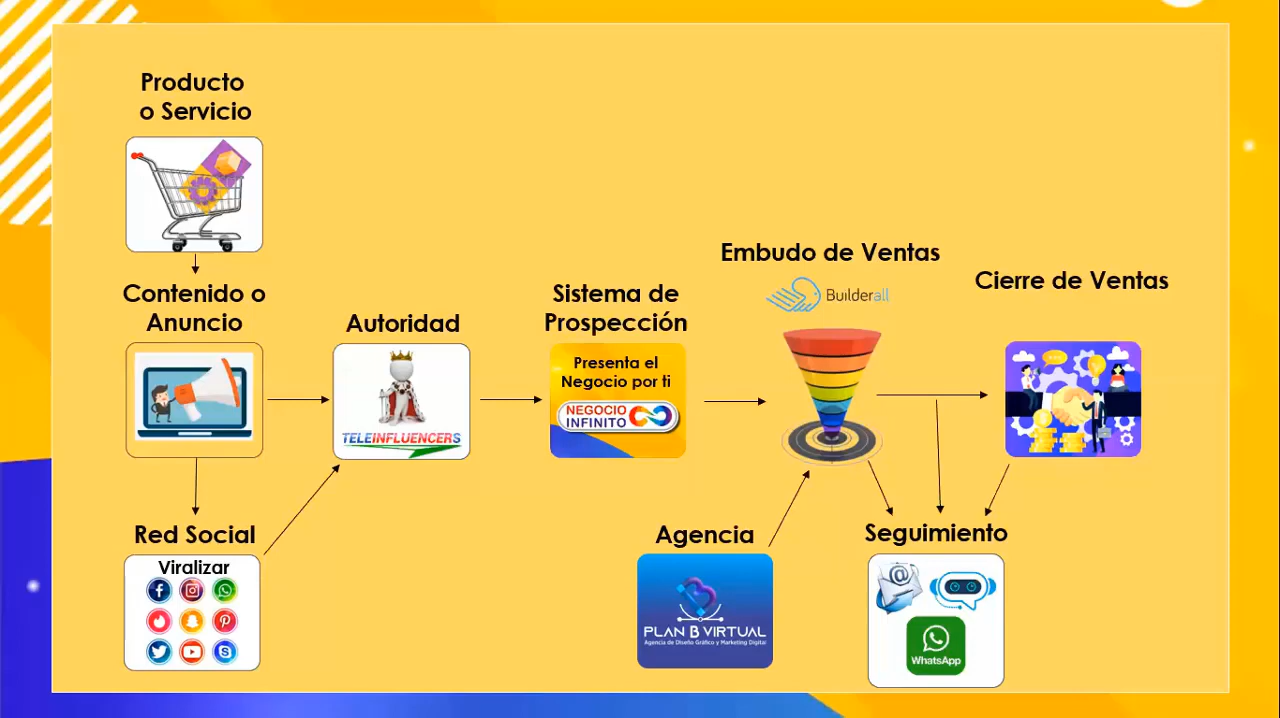 Producto
o Servicio
Contenido o
Anuncio
Autoridad
TELEINFLUENCERS
Sistema de
Prospección
Presenta el
Negocio por ti
NEGOCIO
INFINITO
Embudo de Ventas
Builderall
Cierre de Ventas
Red Social
Viralizar
Agencia
PLAN B VIRTUAL
Agencia de Diseño Gráfico y Marketing Digital
Seguimiento
@
WhatsApp